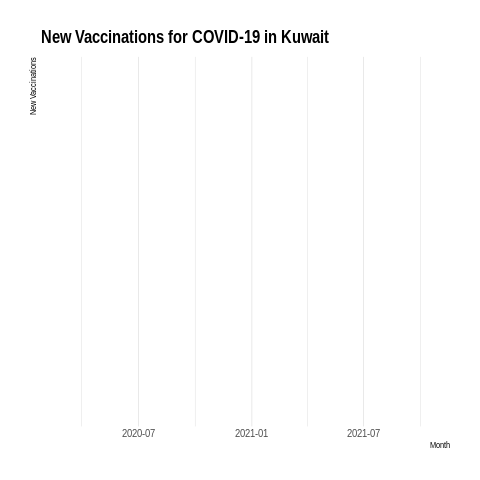 New Vaccinations for COVID-19 in Kuwait
New Vaccinations
2020-07
2021-01
2021-07
Month